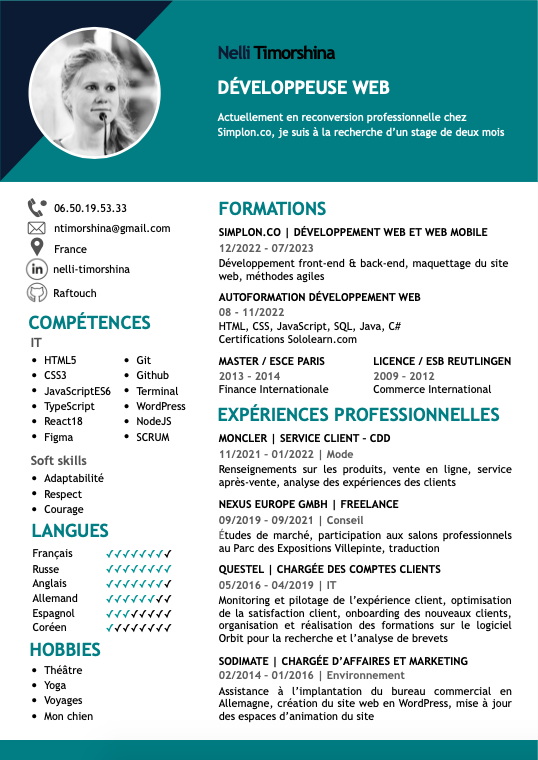 Nelli Timorshina
DÉVELOPPEUSE WEB
Actuellement en reconversion professionnelle chez
Simplon.co, je suis à la recherche d'un stage de deux mois
06.50.19.53.33
ntimorshina@gmail.com
France
in
nelli-timorshina
Raftouch
COMPÉTENCES
IT
• HTML5
• CSS3
• JavaScriptES6
• TypeScript
• React18
• Figma
• Git
• Github
• Terminal
• WordPress
• NodeJS
• SCRUM
Soft skills
• Adaptabilité
• Respect
• Courage
LANGUES
Français ✓✓✓✓✓✓✓✓
Russe ✓✓✓✓✓✓✓✓
Anglais ✓✓✓✓✓✓✓✓
Allemand ✓✓✓✓✓✓✓✓
Espagnol ✓✓✓✓✓✓✓✓
Coréen ✓✓✓✓✓✓✓✓
HOBBIES
• Théâtre
• Yoga
• Voyages
• Mon chien
FORMATIONS
SIMPLON.CO | DÉVELOPPEMENT WEB ET WEB MOBILE
12/2022 - 07/2023
Développement front-end & back-end, maquettage du site
web, méthodes agiles
AUTOFORMATION DÉVELOPPEMENT WEB
08 - 11/2022
HTML, CSS, JavaScript, SQL, Java, C#
Certifications Sololearn.com
MASTER / ESCE PARIS
2013 - 2014
Finance Internationale
LICENCE / ESB REUTLINGEN
2009 - 2012
Commerce International
EXPÉRIENCES PROFESSIONNELLES
MONCLER | SERVICE CLIENT - CDD
11/2021 - 01/2022 | Mode
Renseignements sur les produits, vente en ligne, service
après-vente, analyse des expériences des clients
NEXUS EUROPE GMBH | FREELANCE
09/2019 - 09/2021 | Conseil
Études de marché, participation aux salons professionnels
au Parc des Expositions Villepinte, traduction
QUESTEL | CHARGÉE DES COMPTES CLIENTS
05/2016 - 04/2019 | IT
Monitoring et pilotage de l'expérience client, optimisation
de la satisfaction client, onboarding des nouveaux clients,
organisation et réalisation des formations sur le logiciel
Orbit pour la recherche et l'analyse de brevets
SODIMATE | CHARGÉE D'AFFAIRES ET MARKETING
02/2014 - 01/2016 | Environnement
Assistance à l'implantation du bureau commercial en
Allemagne, création du site web en WordPress, mise à jour
des espaces d'animation du site